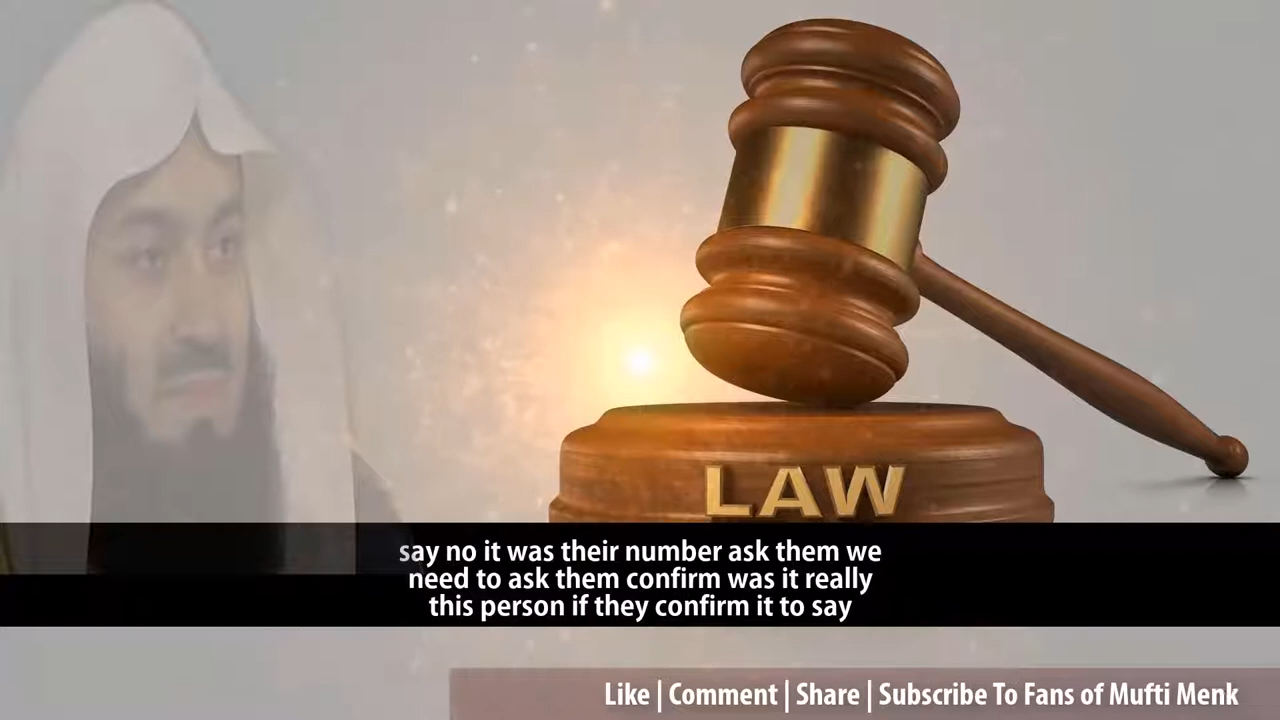 LAW
say no it was their number ask them we
need to ask them confirm was it really
this person if they confirm it to say
Like | Comment | Share | Subscribe To Fans of Mufti Menk